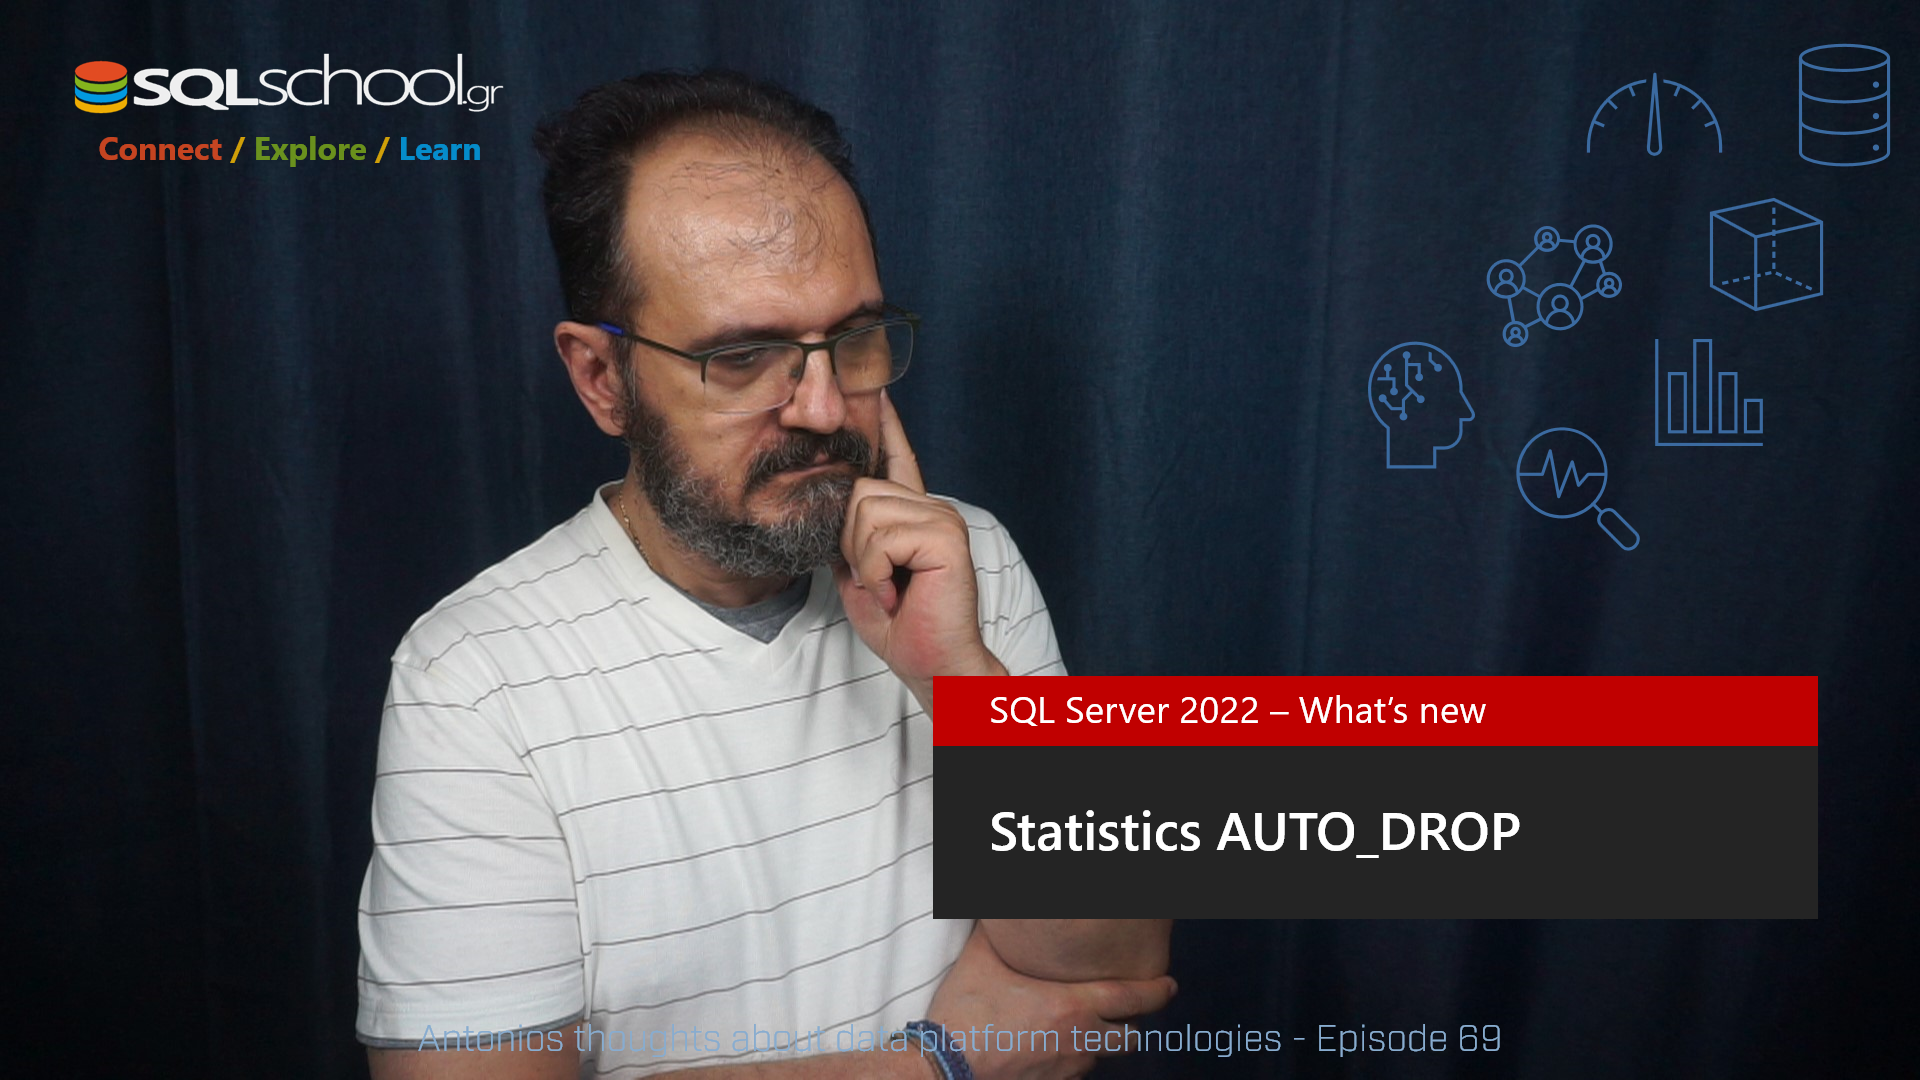 SQLschool.gr
Connect / Explore / Learn
SQL Server 2022 – What's new
Statistics AUTO_DROP
Antonios thoughts about data platform technologies - Episode 69